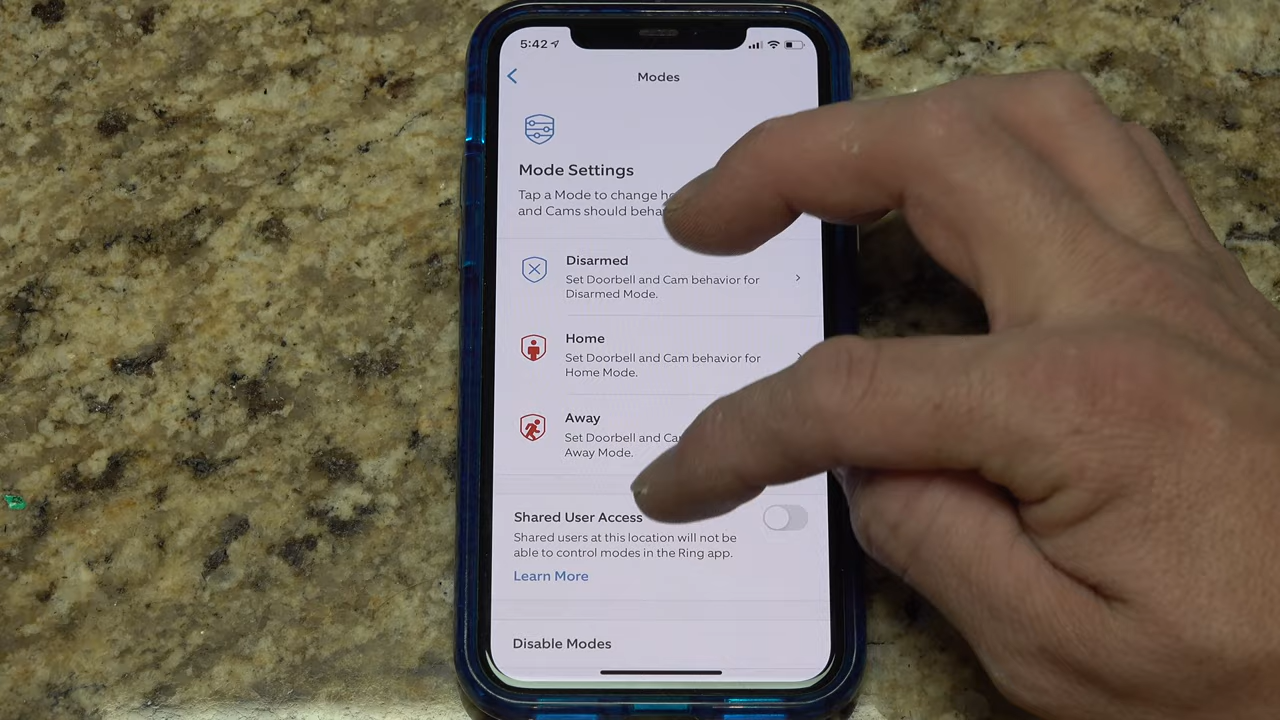 5:42
Modes
Mode Settings
Tap a Mode to change
and Cams should
Disarmed
Set Doorbell and Cam behavior for
Disarmed Mode.
Home
Set Doorbell and Cam behavior for
Home Mode.
Away
Set Doorbell and
Away Mode.
Shared User Access
Shared users at this location will not be
able to control modes in the Ring app.
Learn More
Disable Modes